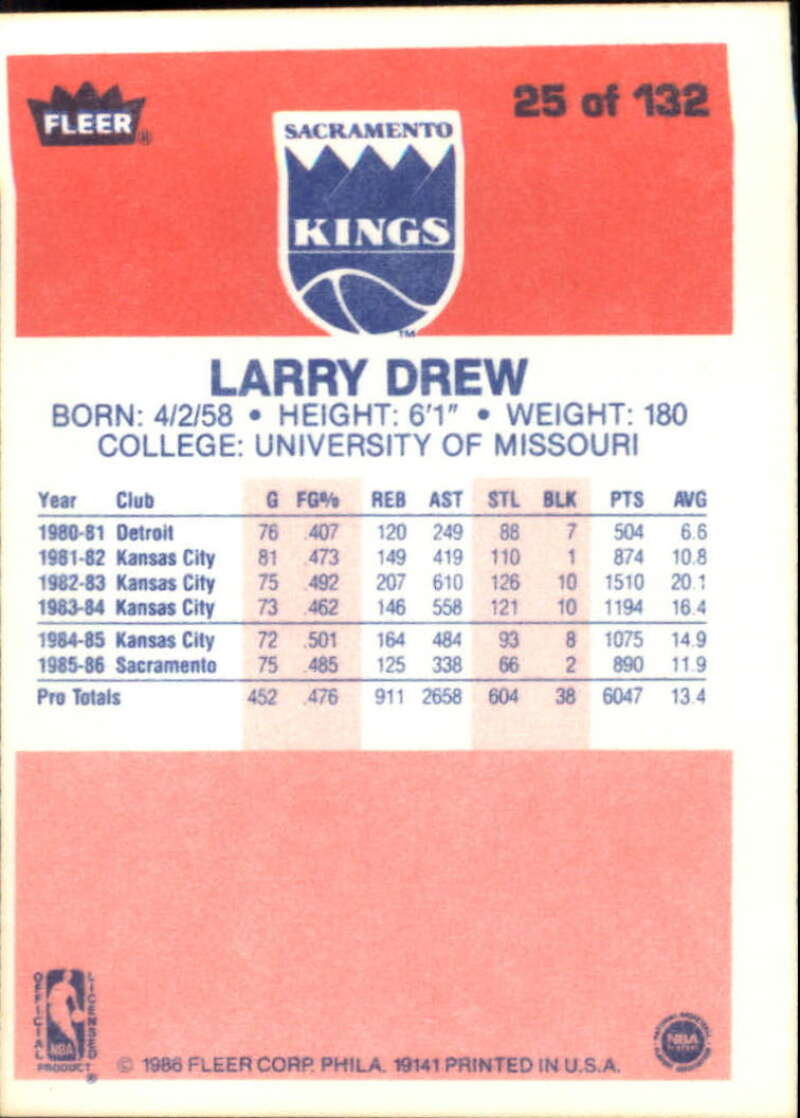 25 of 132
FLEER®
SACRAMENTO
KINGS
TM
LARRY DREW
BORN: 4/2/58 • HEIGHT: 6'1" • WEIGHT: 180
COLLEGE: UNIVERSITY OF MISSOURI
Year Club G FG% REB AST STL BLK PTS AVG
1980-81 Detroit 76 .407 120 249 88 7 504 6.6
1981-82 Kansas City 81 .473 149 419 110 1 874 10.8
1982-83 Kansas City 75 .492 207 610 126 10 1510 20.1
1983-84 Kansas City 73 .462 146 558 121 10 1194 16.4
1984-85 Kansas City 72 .501 164 484 93 8 1075 14.9
1985-86 Sacramento 75 .485 125 338 66 2 890 11.9
Pro Totals 452 .476 911 2658 604 38 6047 13.4
OFFICIAL
LICENSED
NBA
PRODUCT
®
© 1986 FLEER CORP. PHILA. 19141 PRINTED IN U.S.A.
NBA